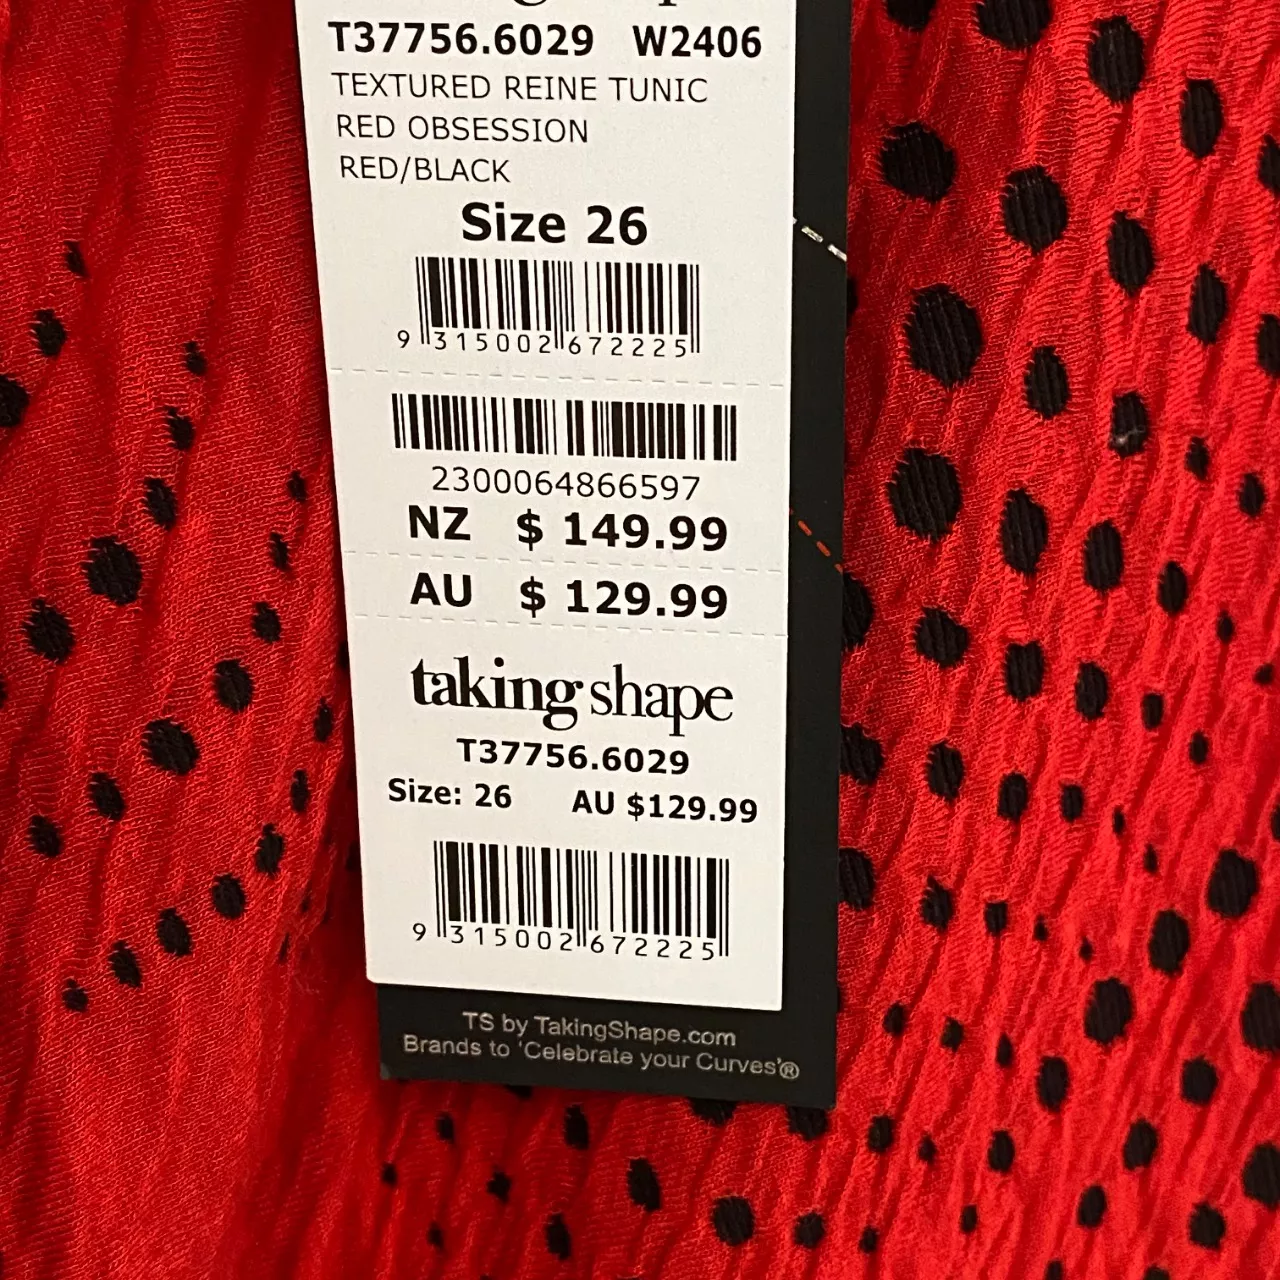 T37756.6029 W2406
TEXTURED REINE TUNIC
RED OBSESSION
RED/BLACK
Size 26
9 315002 672225
2300064866597
NZ $ 149.99
AU $ 129.99
taking shape
T37756.6029
Size: 26 AU $129.99
9 315002 672225
TS by TakingShape.com
Brands to 'Celebrate your Curves'®